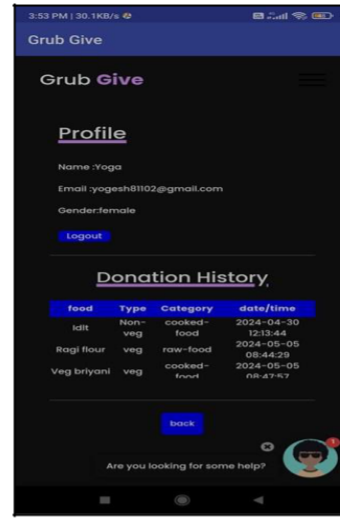 3:53 PM | 30.1KB/s
Grub Give
Grub Give
Profile
Name :Yoga
Email :yogesh81102@gmail.com
Gender:female
Logout
Donation History
food Type Category date/time
Idlt Non-veg cooked-food 2024-04-30 12:13:44
Ragi flour veg raw-food 2024-05-05 08:44:29
Veg briyani veg cooked-food 2024-05-05 08:47:57
back
Are you looking for some help?
1